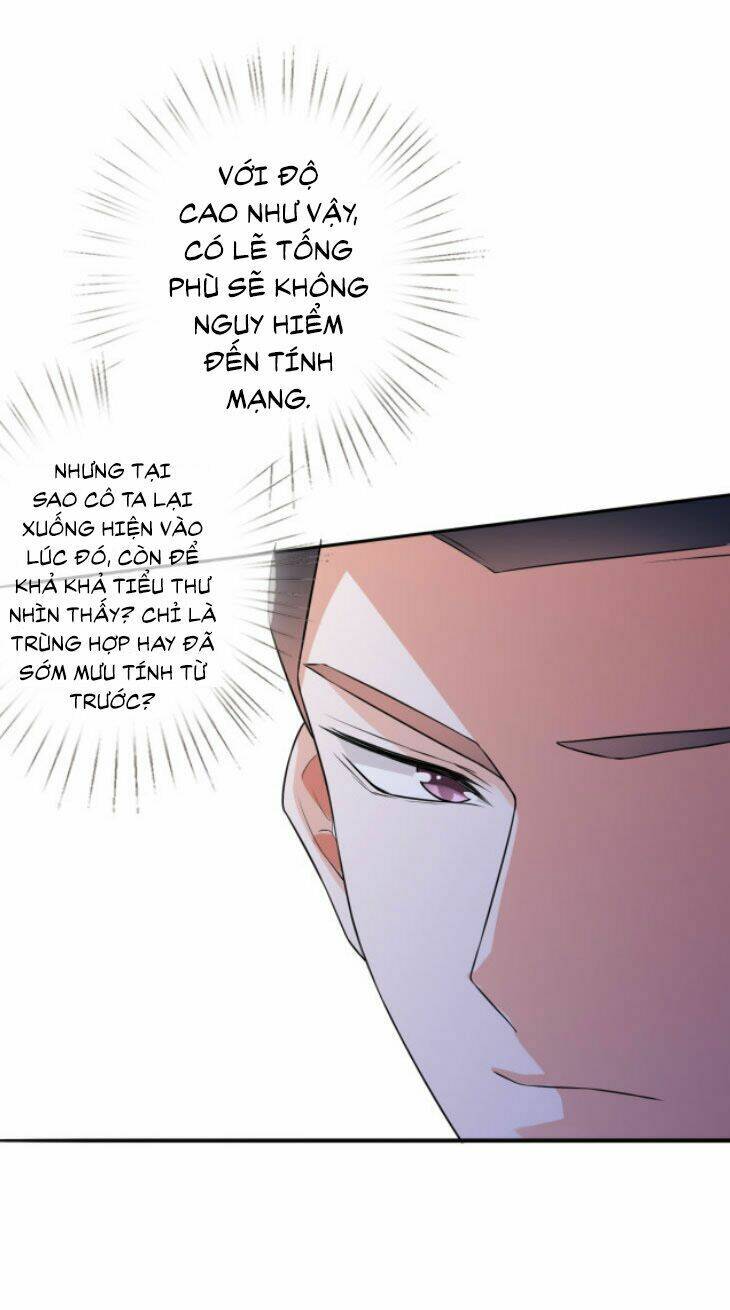 VỚI ĐỘ
CAO NHƯ VẬY,
CÓ LẼ TỐNG
PHÙ SẼ KHÔNG
NGUY HIỂM
ĐẾN TÍNH
MẠNG.
NHƯNG TẠI
SAO CÔ TA LẠI
XUỐNG HIỆN VÀO
LÚC ĐÓ, CÒN ĐỂ
KHẢ KHẢ TIỂU THƯ
NHÌN THẤY? CHỈ LÀ
TRÙNG HỢP HAY ĐÃ
SỚM MƯU TÍNH TỪ
TRƯỚC?